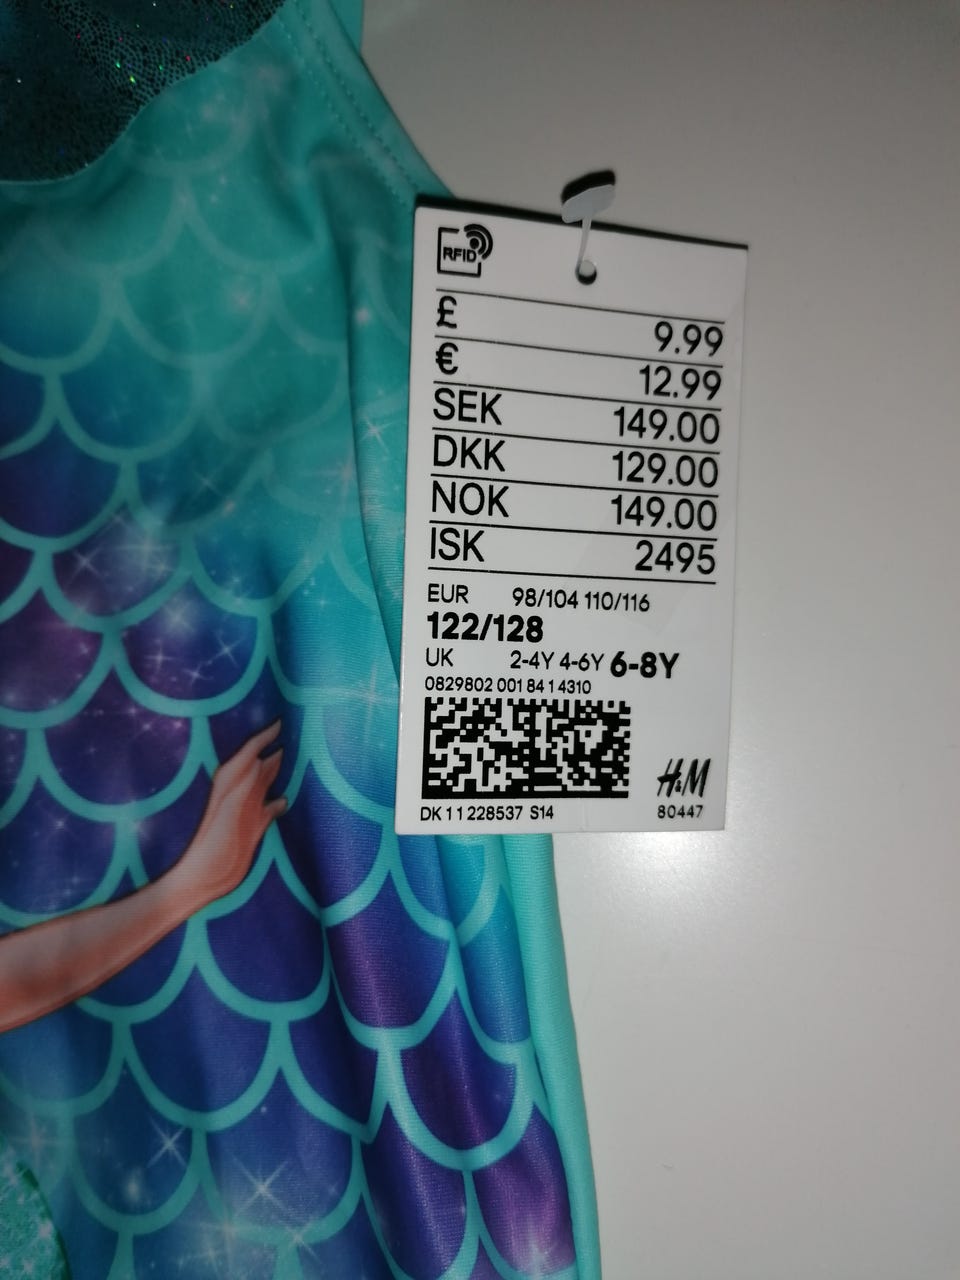 RFID
£ 9.99
€ 12.99
SEK 149.00
DKK 129.00
NOK 149.00
ISK 2495
EUR 98/104 110/116
122/128
UK 2-4Y 4-6Y 6-8Y
0829802 001 84 1 4310
H&M
DK 1 1 228537 S14 80447